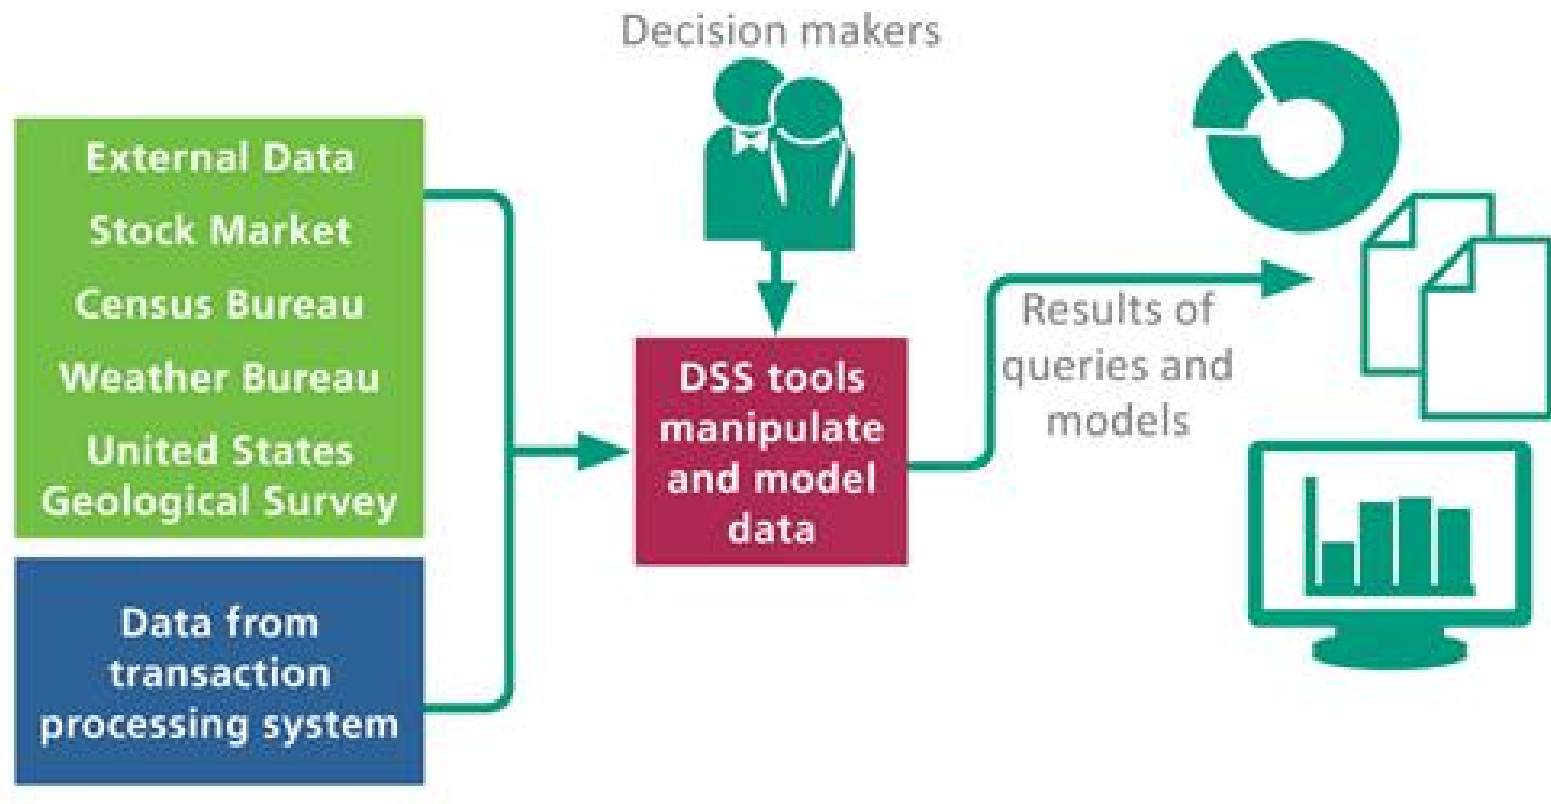 Decision makers
External Data
Stock Market
Census Bureau
Weather Bureau
United States
Geological Survey
Data from
transaction
processing system
DSS tools
manipulate
and model
data
Results of
queries and
models